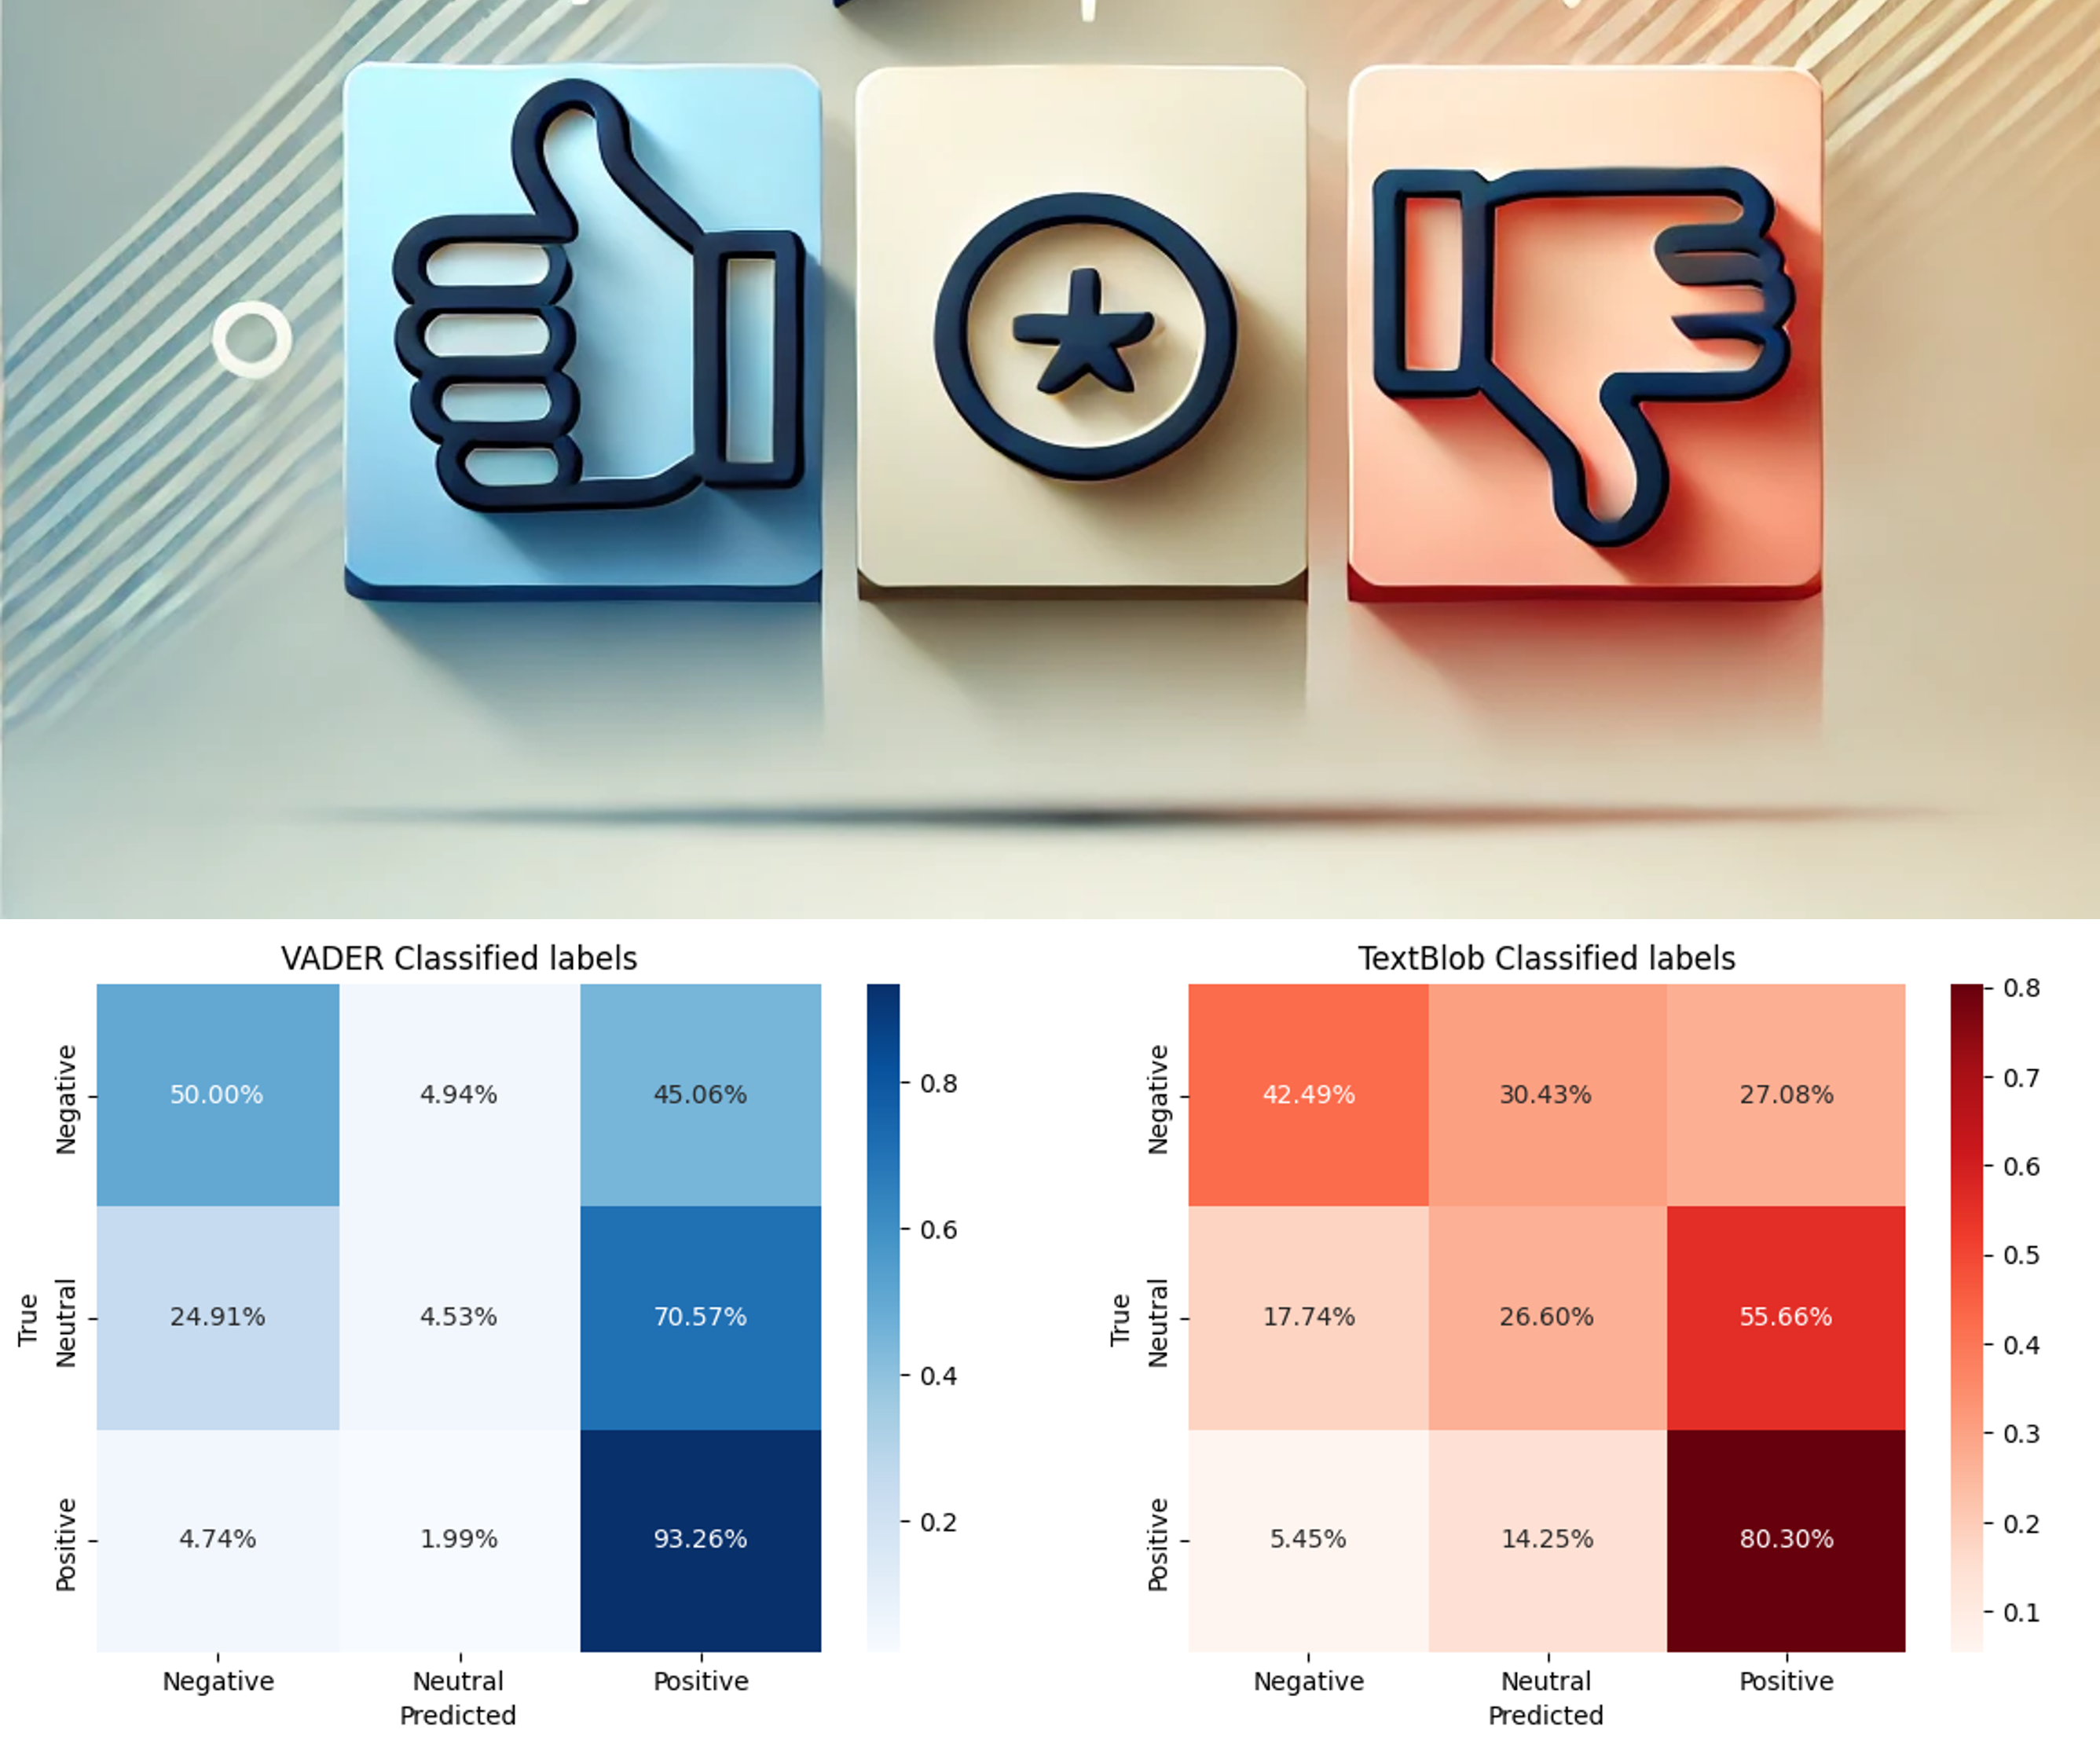 VADER Classified labels
Negative
50.00% 4.94% 45.06%
0.8
0.6
True
Neutral
24.91% 4.53% 70.57%
0.4
Positive
4.74% 1.99% 93.26%
0.2
Negative Neutral Positive
Predicted
TextBlob Classified labels
0.8
Negative
42.49% 30.43% 27.08%
0.7
0.6
True
Neutral
17.74% 26.60% 55.66%
0.5
0.4
0.3
Positive
5.45% 14.25% 80.30%
0.2
0.1
Negative Neutral Positive
Predicted